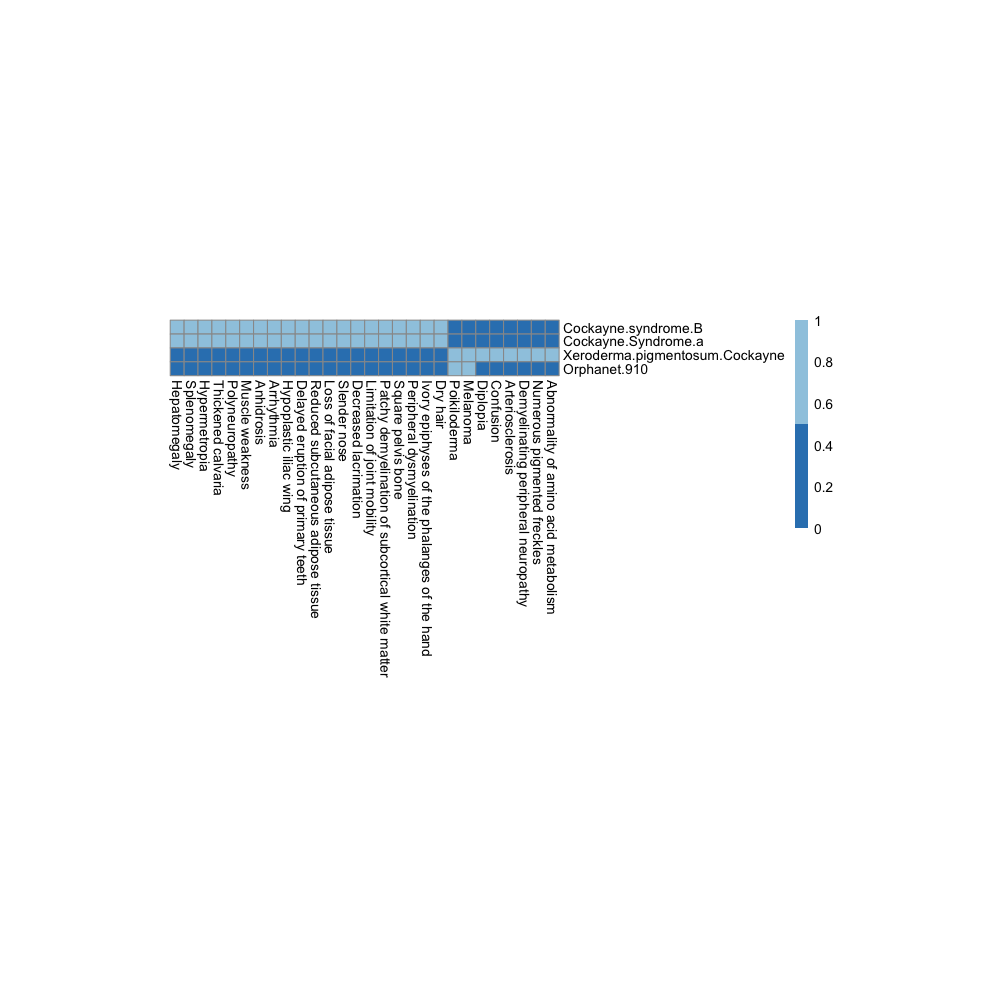 Cockayne.syndrome.B
Cockayne.Syndrome.a
Xeroderma.pigmentosum.Cockayne
Orphanet.910
1
0.8
0.6
0.4
0.2
0
Hepatomegaly
Splenomegaly
Hypermetropia
Thickened calvaria
Polyneuropathy
Muscle weakness
Anhidrosis
Arrhythmia
Hypoplastic iliac wing
Delayed eruption of primary teeth
Reduced subcutaneous adipose tissue
Loss of facial adipose tissue
Slender nose
Decreased lacrimation
Limitation of joint mobility
Patchy demyelination of subcortical white matter
Square pelvis bone
Peripheral dysmyelination
Ivory epiphyses of the phalanges of the hand
Dry hair
Poikiloderma
Melanoma
Diplopia
Confusion
Arteriosclerosis
Demyelinating peripheral neuropathy
Numerous pigmented freckles
Abnormality of amino acid metabolism